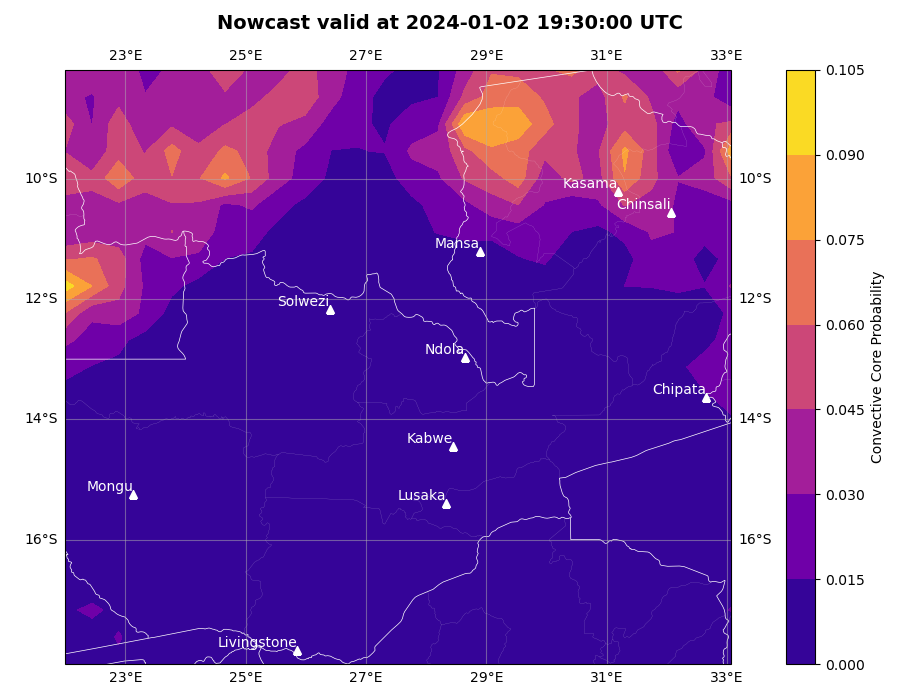 Nowcast valid at 2024-01-02 19:30:00 UTC
23°E 25°E 27°E 29°E 31°E 33°E
0.105
0.090
10°S Kasama 10°S
Chinsali
0.075
Mansa
12°S Solwezi 12°S
0.060
Ndola
Chipata
0.045
14°S 14°S
Kabwe
0.030
Mongu
Lusaka
16°S 16°S
0.015
Livingstone
0.000
23°E 25°E 27°E 29°E 31°E 33°E
Convective Core Probability